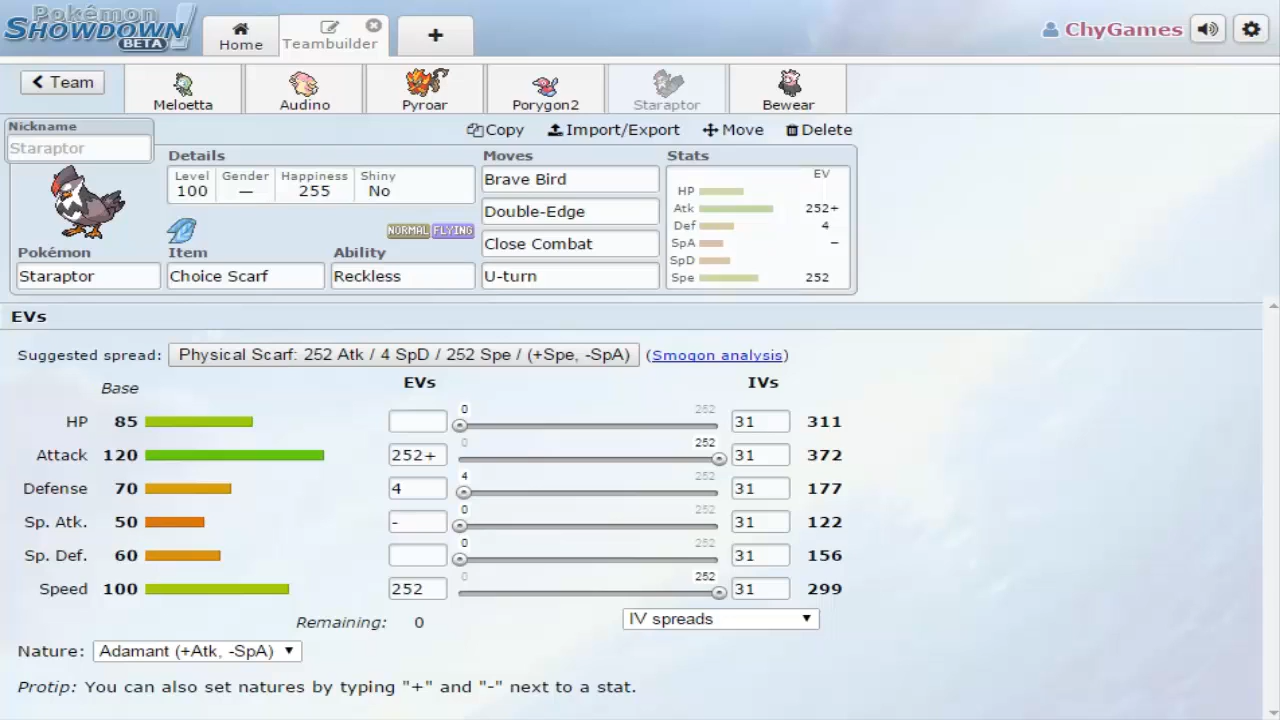 Pokémon
SHOWDOWN!
BETA
Home
Teambuilder
+
ChyGames
Team
Meloetta
Audino
Pyroar
Porygon2
Staraptor
Bewear
Copy
Import/Export
Move
Delete
Nickname
Staraptor
Details
Level Gender Happiness Shiny
100 — 255 No
NORMAL FLYING
Pokémon Item Ability
Staraptor Choice Scarf Reckless
Moves
Brave Bird
Double-Edge
Close Combat
U-turn
Stats
EV
HP
Atk 252+
Def 4
SpA −
SpD
Spe 252
EVs
Suggested spread: Physical Scarf: 252 Atk / 4 SpD / 252 Spe / (+Spe, -SpA) (Smogon analysis)
Base EVs IVs
HP 85 0 252 31 311
Attack 120 252+ 0 252 31 372
Defense 70 4 4 252 31 177
Sp. Atk. 50 - 0 252 31 122
Sp. Def. 60 0 252 31 156
Speed 100 252 0 252 31 299
Remaining: 0 IV spreads
Nature: Adamant (+Atk, -SpA)
Protip: You can also set natures by typing "+" and "-" next to a stat.